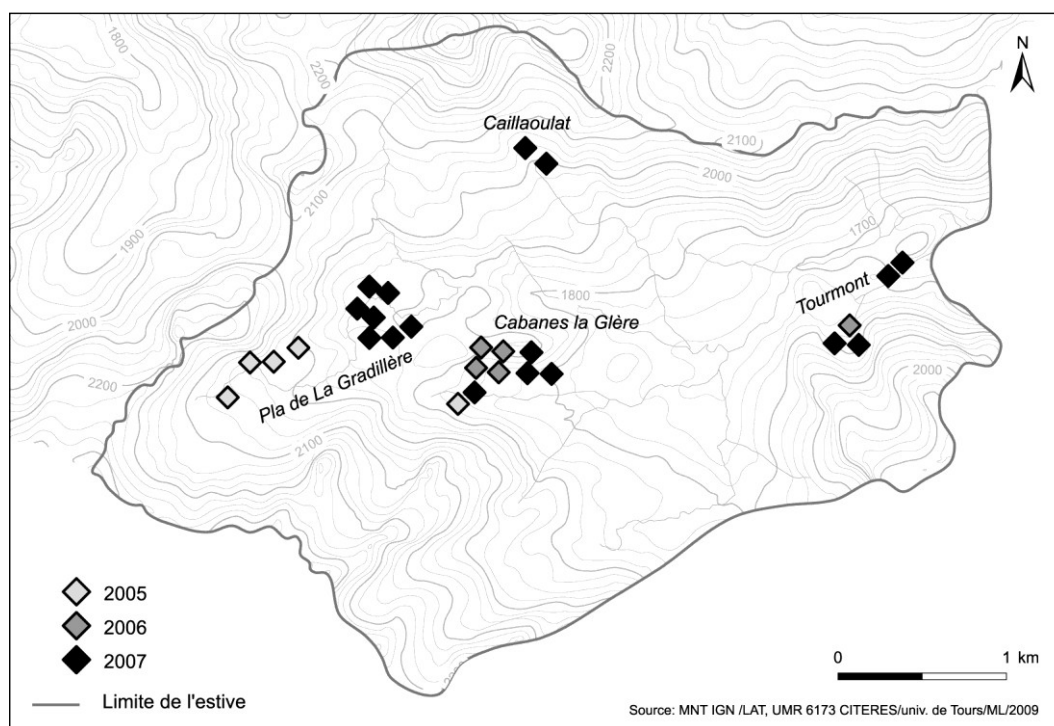 1800
2200
2200
N
Caillaoulat
2100
2000
2100
1900
1700
Tourmont
1800
2000
Cabanes la Glère
Pla de La Gradillère
2200
2000
2100
2005
2006
2007
Limite de l'estive
0 1 km
Source: MNT IGN /LAT, UMR 6173 CITERES/univ. de Tours/ML/2009